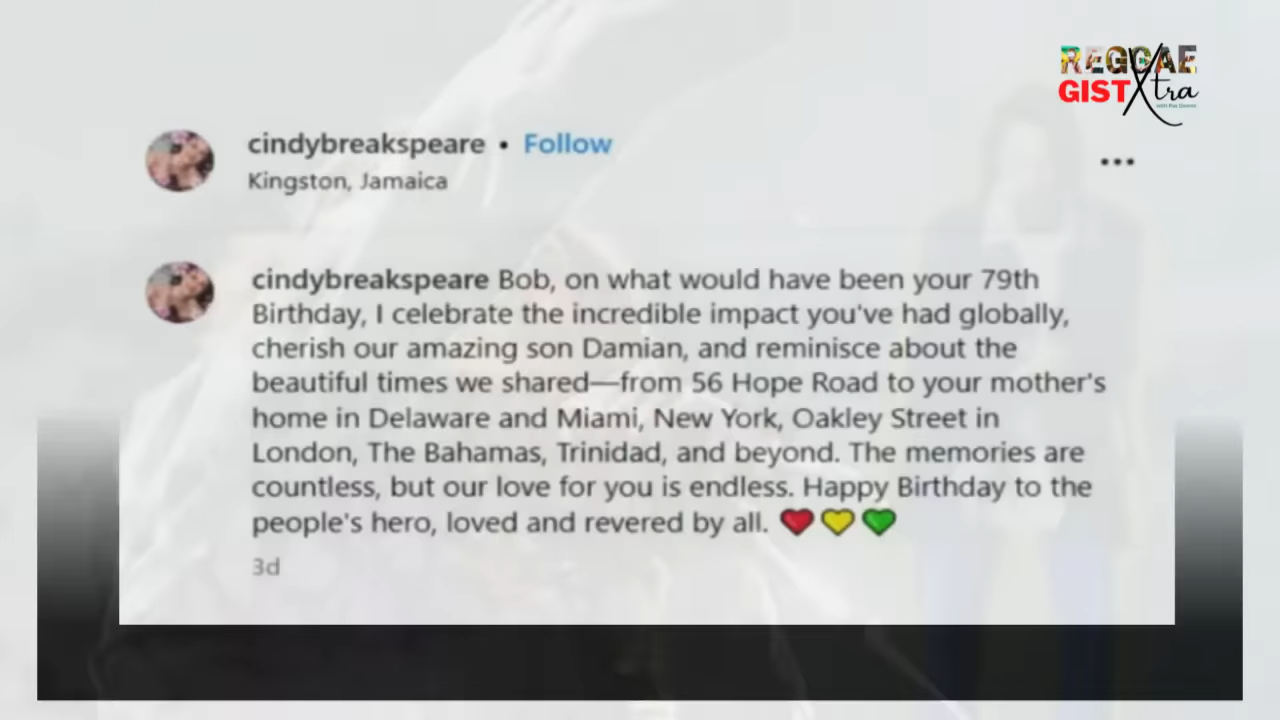 REGGAE
GIST Xtra
cindybreakspeare • Follow
Kingston, Jamaica
cindybreakspeare Bob, on what would have been your 79th
Birthday, I celebrate the incredible impact you've had globally,
cherish our amazing son Damian, and reminisce about the
beautiful times we shared—from 56 Hope Road to your mother's
home in Delaware and Miami, New York, Oakley Street in
London, The Bahamas, Trinidad, and beyond. The memories are
countless, but our love for you is endless. Happy Birthday to the
people's hero, loved and revered by all. ❤️💛💚
3d